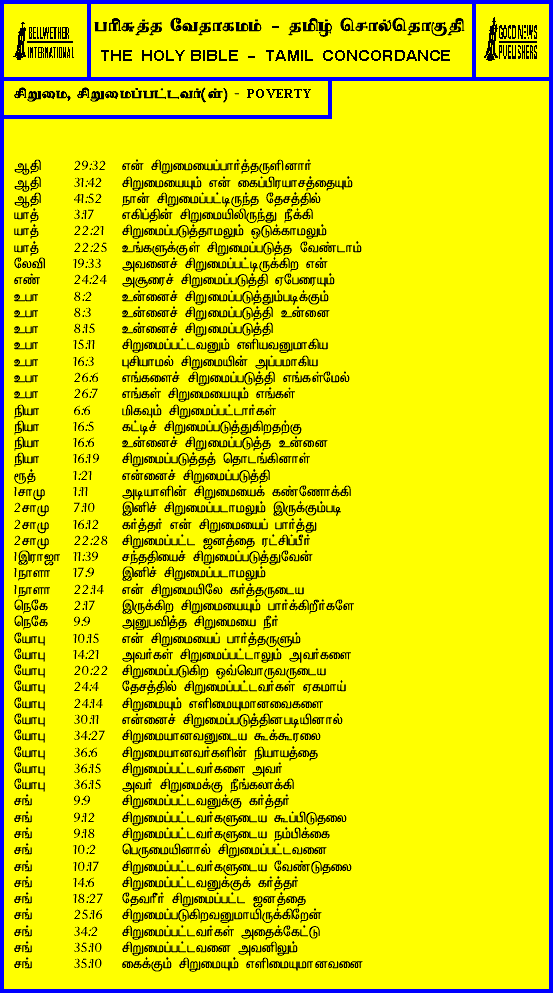 BELLWETHER
INTERNATIONAL
பரிசுத்த வேதாகமம் - தமிழ் சொல்தொகுதி
THE HOLY BIBLE - TAMIL CONCORDANCE
GOOD NEWS
PUBLISHERS
சிறுமை, சிறுமைப்பட்டவர்(ள்) - POVERTY
ஆதி 29:32 என் சிறுமையைப்பார்த்தருளினார்
ஆதி 31:42 சிறுமையையும் என் கைப்பிரயாசத்தையும்
ஆதி 41:52 நான் சிறுமைப்பட்டிருந்த தேசத்தில்
யாத் 3:17 எகிப்தின் சிறுமையிலிருந்து நீக்கி
யாத் 22:21 சிறுமைப்படுத்தாமலும் ஒடுக்காமலும்
யாத் 22:25 உங்களுக்குள் சிறுமைப்படுத்த வேண்டாம்
லேவி 19:33 அவனைச் சிறுமைப்பட்டிருக்கிற என்
எண் 24:24 அசூரைச் சிறுமைப்படுத்தி ஏபேரையும்
உபா 8:2 உன்னைச் சிறுமைப்படுத்தும்படிக்கும்
உபா 8:3 உன்னைச் சிறுமைப்படுத்தி உன்னை
உபா 8:15 உன்னைச் சிறுமைப்படுத்தி
உபா 15:11 சிறுமைப்பட்டவனும் எளியவனுமாகிய
உபா 16:3 புசியாமல் சிறுமையின் அப்பமாகிய
உபா 26:6 எங்களைச் சிறுமைப்படுத்தி எங்கள்மேல்
உபா 26:7 எங்கள் சிறுமையையும் எங்கள்
நியா 6:6 மிகவும் சிறுமைப்பட்டார்கள்
நியா 16:5 கட்டிச் சிறுமைப்படுத்துகிறதற்கு
நியா 16:6 உன்னைச் சிறுமைப்படுத்த உன்னை
நியா 16:19 சிறுமைப்படுத்தத் தொடங்கினாள்
ரூத் 1:21 என்னைச் சிறுமைப்படுத்தி
1சாமு 1:11 அடியாளின் சிறுமையைக் கண்ணோக்கி
2சாமு 7:10 இனிச் சிறுமைப்படாமலும் இருக்கும்படி
2சாமு 16:12 கர்த்தர் என் சிறுமையைப் பார்த்து
2சாமு 22:28 சிறுமைப்பட்ட ஜனத்தை ரட்சிப்பீர்
1இராஜா 11:39 சந்ததியைச் சிறுமைப்படுத்துவேன்
1நாளா 17:9 இனிச் சிறுமைப்படாமலும்
1நாளா 22:14 என் சிறுமையிலே கர்த்தருடைய
நெகே 2:17 இருக்கிற சிறுமையையும் பார்க்கிறீர்களே
நெகே 9:9 அனுபவித்த சிறுமையை நீர்
யோபு 10:15 என் சிறுமையைப் பார்த்தருளும்
யோபு 14:21 அவர்கள் சிறுமைப்பட்டாலும் அவர்களை
யோபு 20:22 சிறுமைப்படுகிற ஒவ்வொருவருடைய
யோபு 24:4 தேசத்தில் சிறுமைப்பட்டவர்கள் ஏகமாய்
யோபு 24:14 சிறுமையும் எளிமையுமானவைகளை
யோபு 30:11 என்னைச் சிறுமைப்படுத்தினபடியினால்
யோபு 34:27 சிறுமையானவனுடைய கூக்கூரலை
யோபு 36:6 சிறுமையானவர்களின் நியாயத்தை
யோபு 36:15 சிறுமைப்பட்டவர்களை அவர்
யோபு 36:15 அவர் சிறுமைக்கு நீங்கலாக்கி
சங் 9:9 சிறுமைப்பட்டவனுக்கு கர்த்தர்
சங் 9:12 சிறுமைப்பட்டவர்களுடைய கூப்பிடுதலை
சங் 9:18 சிறுமைப்பட்டவர்களுடைய நம்பிக்கை
சங் 10:2 பெருமையினால் சிறுமைப்பட்டவனை
சங் 10:17 சிறுமைப்பட்டவர்களுடைய வேண்டுதலை
சங் 14:6 சிறுமைப்பட்டவனுக்குக் கர்த்தர்
சங் 18:27 தேவரீர் சிறுமைப்பட்ட ஜனத்தை
சங் 25:16 சிறுமைப்படுகிறவனுமாயிருக்கிறேன்
சங் 34:2 சிறுமைப்பட்டவர்கள் அதைக்கேட்டு
சங் 35:10 சிறுமைப்பட்டவனை அவனிலும்
சங் 35:10 கைக்கும் சிறுமையும் எளிமையுமானவனை